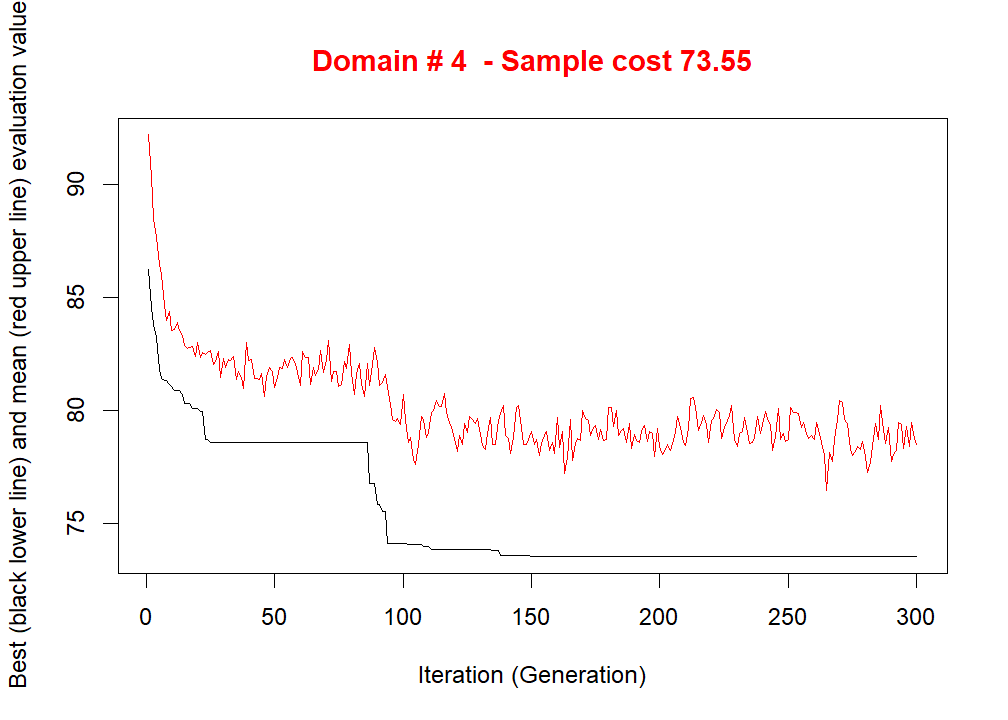 Domain # 4  - Sample cost 73.55
Best (black lower line) and mean (red upper line) evaluation value
90
85
80
75
0 50 100 150 200 250 300
Iteration (Generation)